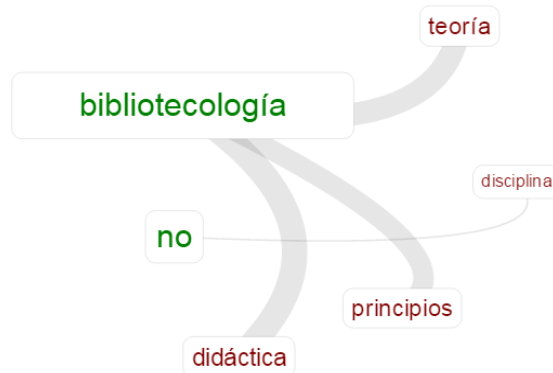 teoría
bibliotecología
disciplina
no
principios
didáctica